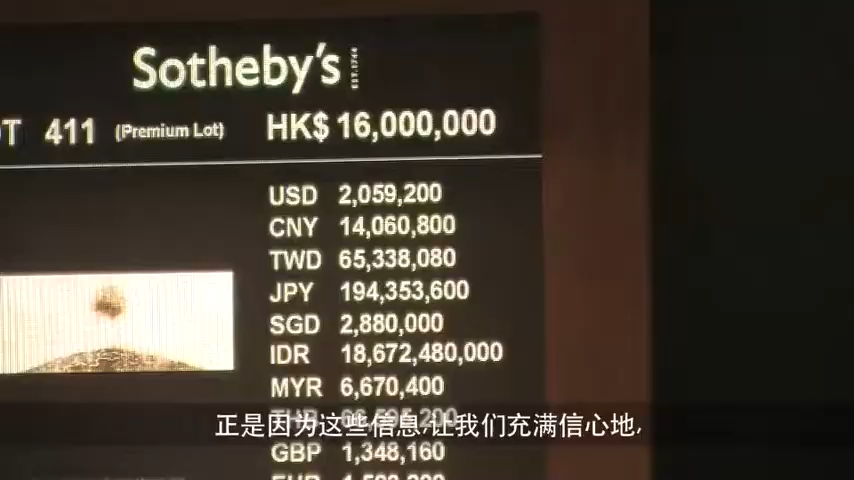 Sotheby's EST. 1744
OT 411 (Premium Lot) HK$ 16,000,000
USD 2,059,200
CNY 14,060,800
TWD 65,338,080
JPY 194,353,600
SGD 2,880,000
IDR 18,672,480,000
MYR 6,670,400
正是因为这些信息,让我们充满信心地,
GBP 1,348,160